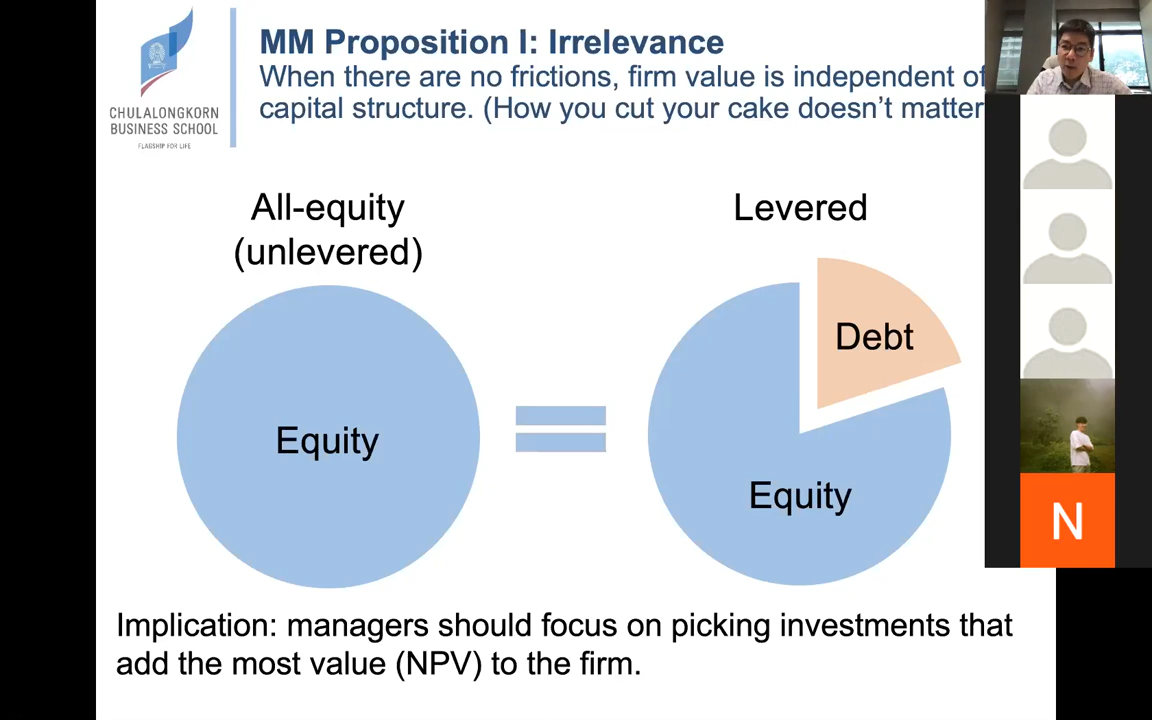 CHULALONGKORN
BUSINESS SCHOOL
FLAGSHIP FOR LIFE
MM Proposition I: Irrelevance
When there are no frictions, firm value is independent of
capital structure. (How you cut your cake doesn’t matter
All-equity
(unlevered)
Levered
Debt
Equity
Equity
N
Implication: managers should focus on picking investments that
add the most value (NPV) to the firm.